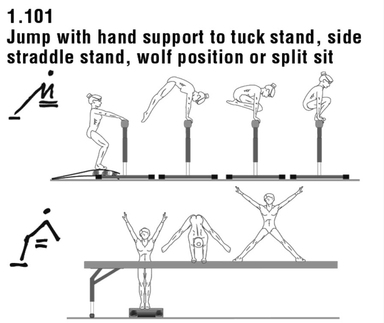 1.101
Jump with hand support to tuck stand, side
straddle stand, wolf position or split sit